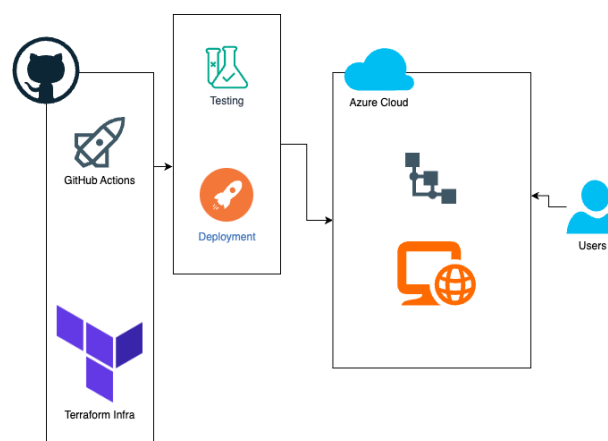 Testing
Azure Cloud
GitHub Actions
Deployment
Users
Terraform Infra